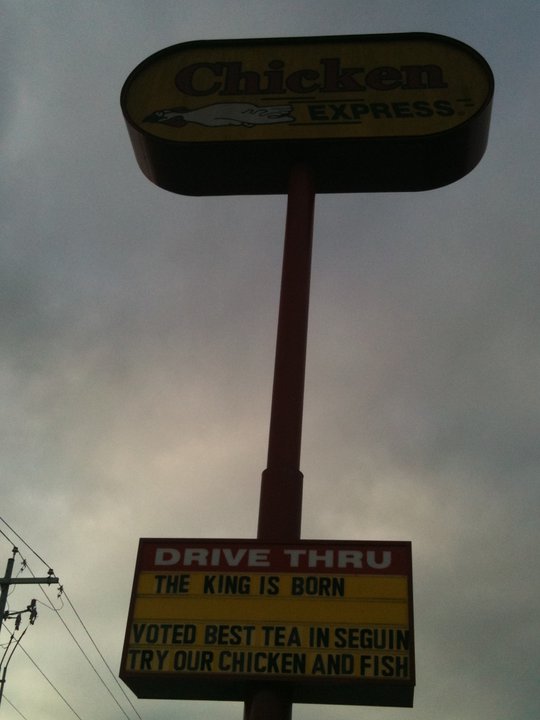 Chicken
EXPRESS
DRIVE THRU
THE KING IS BORN
VOTED BEST TEA IN SEGUIN
TRY OUR CHICKEN AND FISH